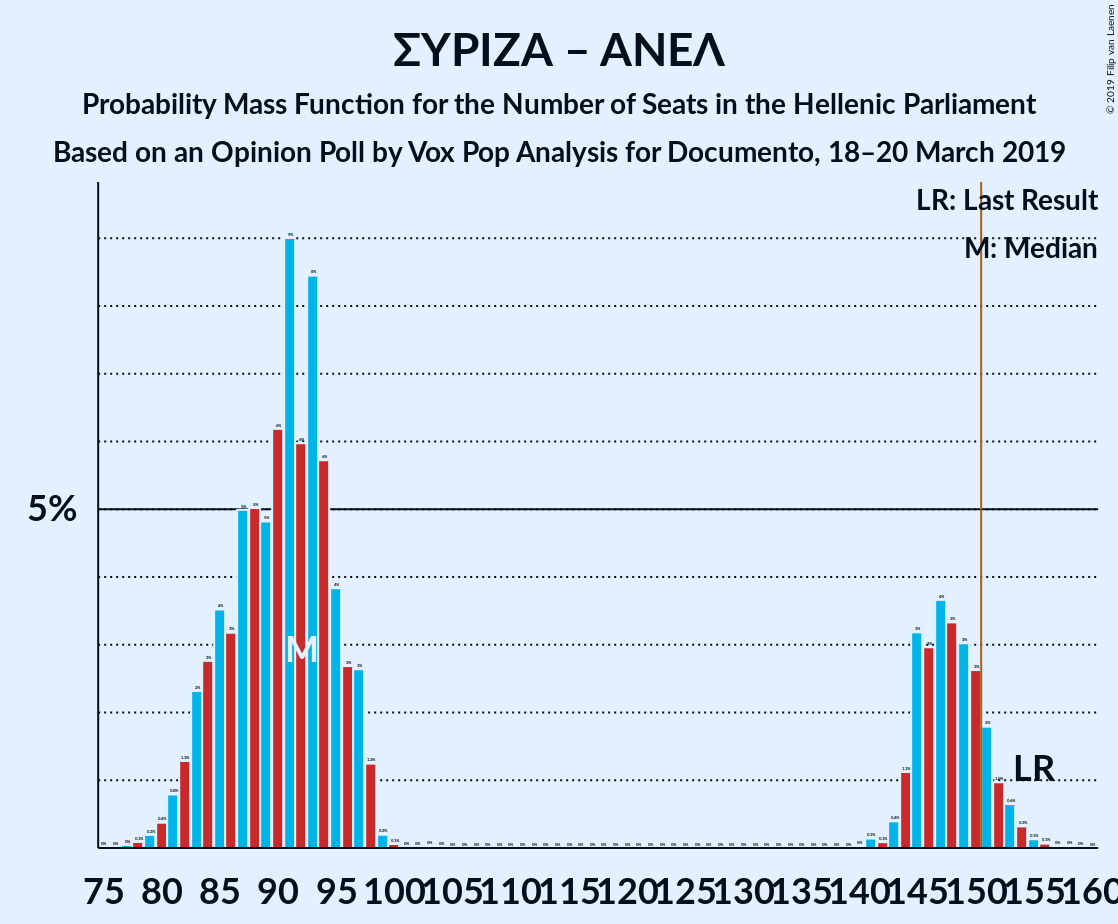 ΣΥΡΙΖΑ – ΑΝΕΛ
Probability Mass Function for the Number of Seats in the Hellenic Parliament
Based on an Opinion Poll by Vox Pop Analysis for Documento, 18–20 March 2019
© 2019 Filip van Laenen
LR: Last Result
M: Median
5%
M
LR
75 80 85 90 95 100 105 110 115 120 125 130 135 140 145 150 155 160